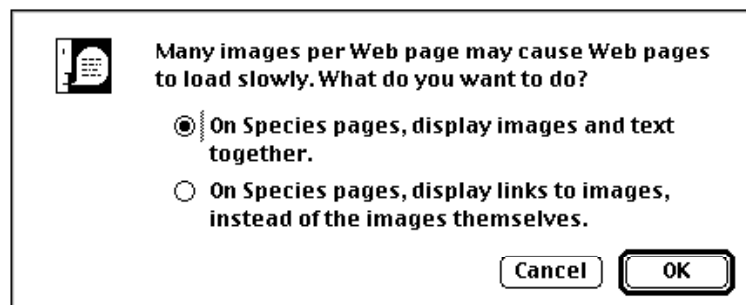 Many images per Web page may cause Web pages
to load slowly. What do you want to do?
On Species pages, display images and text
together.
On Species pages, display links to images,
instead of the images themselves.
Cancel OK